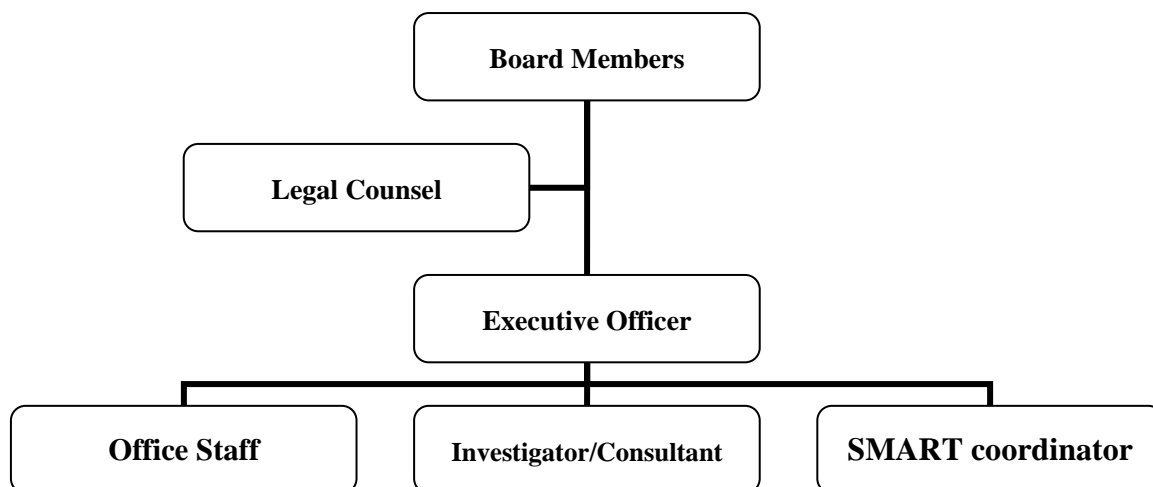 Board Members
Legal Counsel
Executive Officer
Office Staff
Investigator/Consultant
SMART coordinator